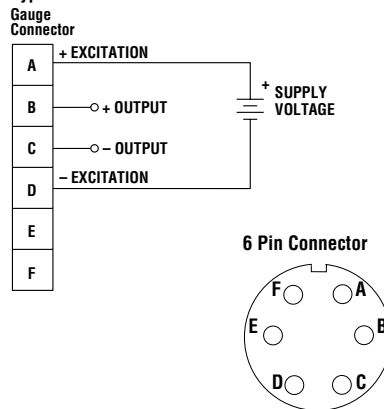 Gauge
Connector
A
+ EXCITATION
B
+ OUTPUT
+ SUPPLY
VOLTAGE
C
– OUTPUT
D
– EXCITATION
E
F
6 Pin Connector
F
A
E
B
D
C